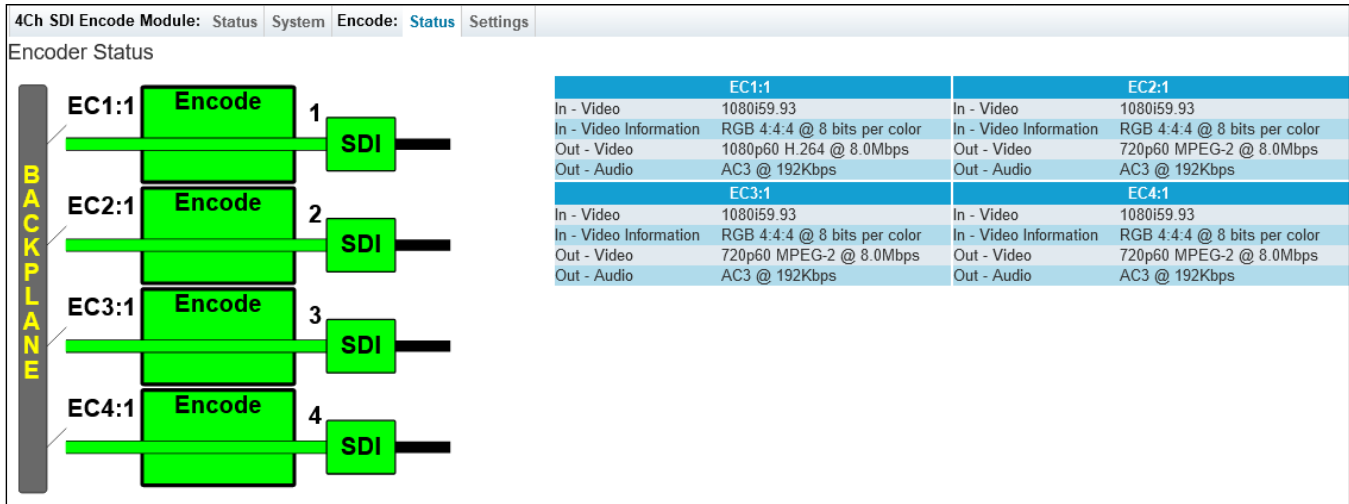 4Ch SDI Encode Module: Status System Encode: Status Settings
Encoder Status
BACKPLANE
EC1:1 Encode 1 SDI
EC2:1 Encode 2 SDI
EC3:1 Encode 3 SDI
EC4:1 Encode 4 SDI
EC1:1 EC2:1
In - Video 1080i59.93 In - Video 1080i59.93
In - Video Information RGB 4:4:4 @ 8 bits per color In - Video Information RGB 4:4:4 @ 8 bits per color
Out - Video 1080p60 H.264 @ 8.0Mbps Out - Video 720p60 MPEG-2 @ 8.0Mbps
Out - Audio AC3 @ 192Kbps Out - Audio AC3 @ 192Kbps
EC3:1 EC4:1
In - Video 1080i59.93 In - Video 1080i59.93
In - Video Information RGB 4:4:4 @ 8 bits per color In - Video Information RGB 4:4:4 @ 8 bits per color
Out - Video 720p60 MPEG-2 @ 8.0Mbps Out - Video 720p60 MPEG-2 @ 8.0Mbps
Out - Audio AC3 @ 192Kbps Out - Audio AC3 @ 192Kbps